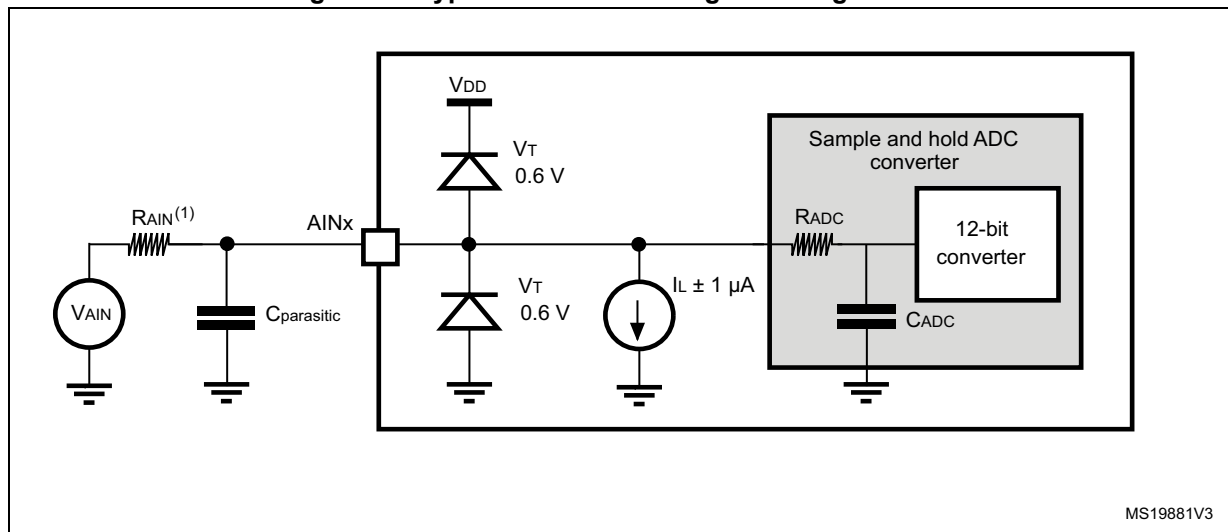 VDD
VT
0.6 V
Sample and hold ADC
converter
RAIN(1)
AINx
RADC
12-bit
converter
VAIN
Cparasitic
VT
0.6 V
IL ± 1 µA
CADC
MS19881V3